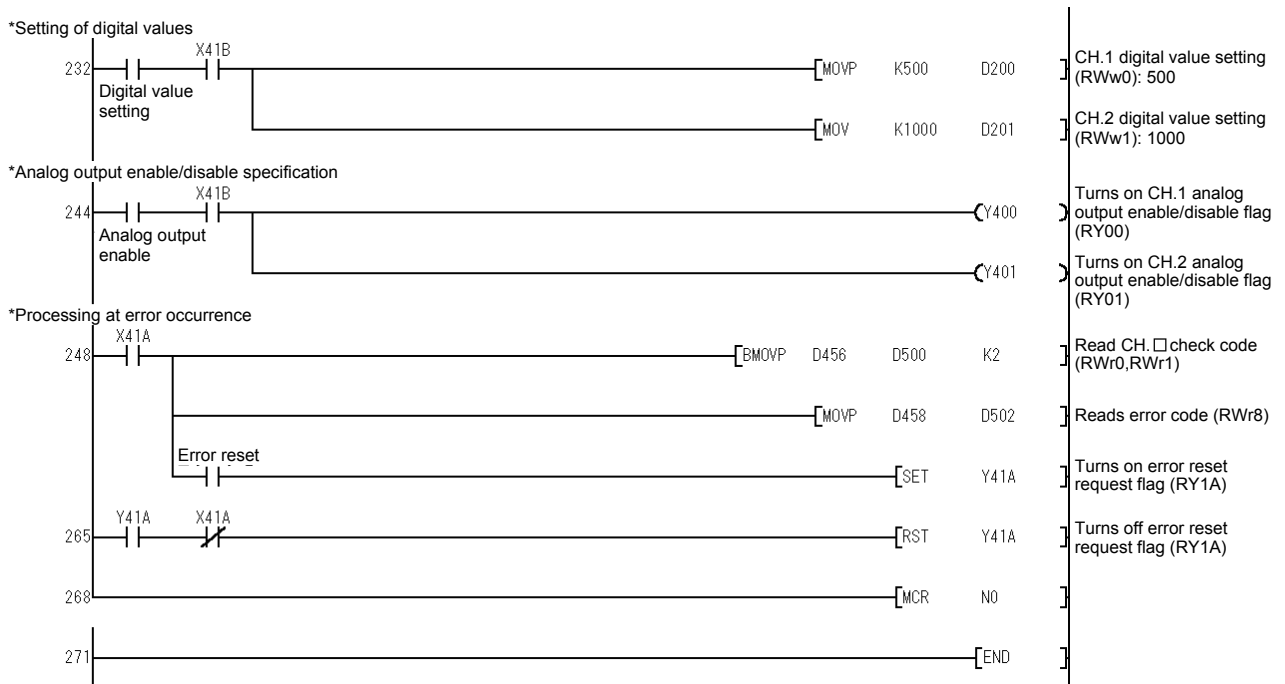 *Setting of digital values
X41B
232
Digital value
setting
MOVP K500 D200
CH.1 digital value setting
(RWw0): 500
MOV K1000 D201
CH.2 digital value setting
(RWw1): 1000
*Analog output enable/disable specification
X41B
244
Analog output
enable
Y400
Turns on CH.1 analog
output enable/disable flag
(RY00)
Y401
Turns on CH.2 analog
output enable/disable flag
(RY01)
*Processing at error occurrence
X41A
248
BMOVP D456 D500 K2
Read CH.□check code
(RWr0,RWr1)
MOVP D458 D502
Reads error code (RWr8)
Error reset
SET Y41A
Turns on error reset
request flag (RY1A)
Y41A X41A
265
RST Y41A
Turns off error reset
request flag (RY1A)
268
MCR N0
271
END